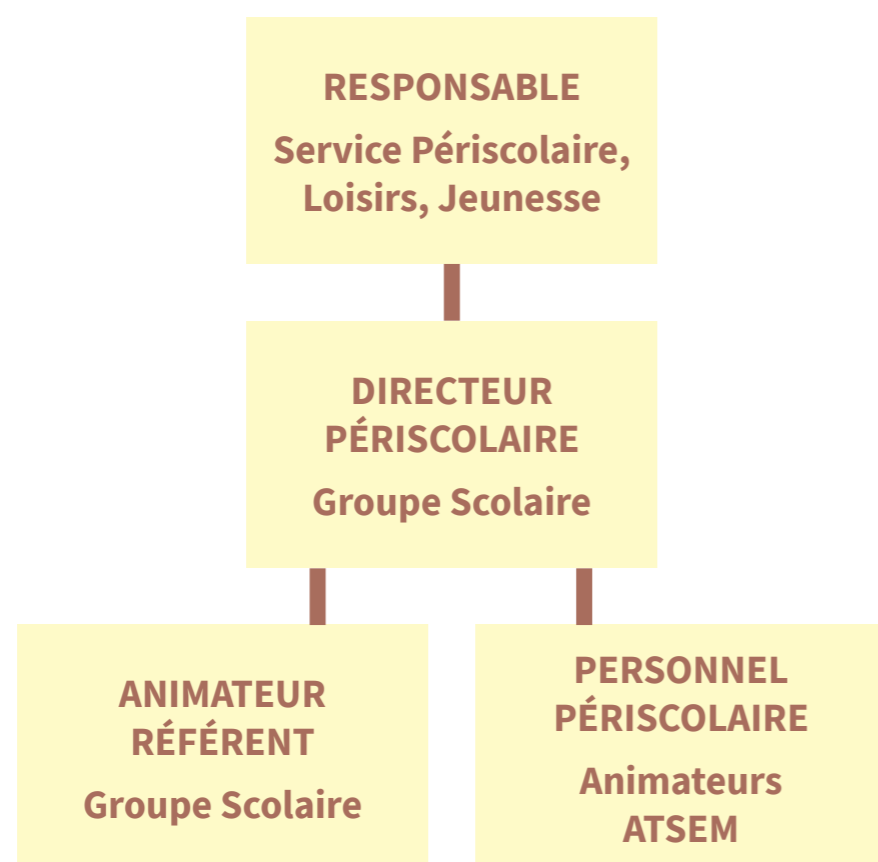 RESPONSABLE
Service Périscolaire,
Loisirs, Jeunesse
DIRECTEUR
PÉRISCOLAIRE
Groupe Scolaire
ANIMATEUR
RÉFÉRENT
Groupe Scolaire
PERSONNEL
PÉRISCOLAIRE
Animateurs
ATSEM